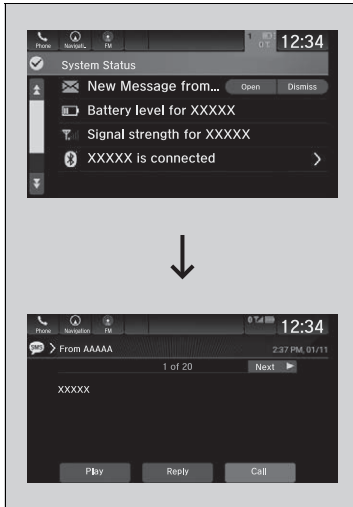 Phone Navigati.. FM 12:34
System Status
New Message from... Open Dismiss
Battery level for XXXXX
Signal strength for XXXXX
XXXXX is connected
Phone Navigation FM 12:34
SMS From AAAAA 2:37 PM, 01/11
1 of 20 Next
XXXXX
Play Reply Call